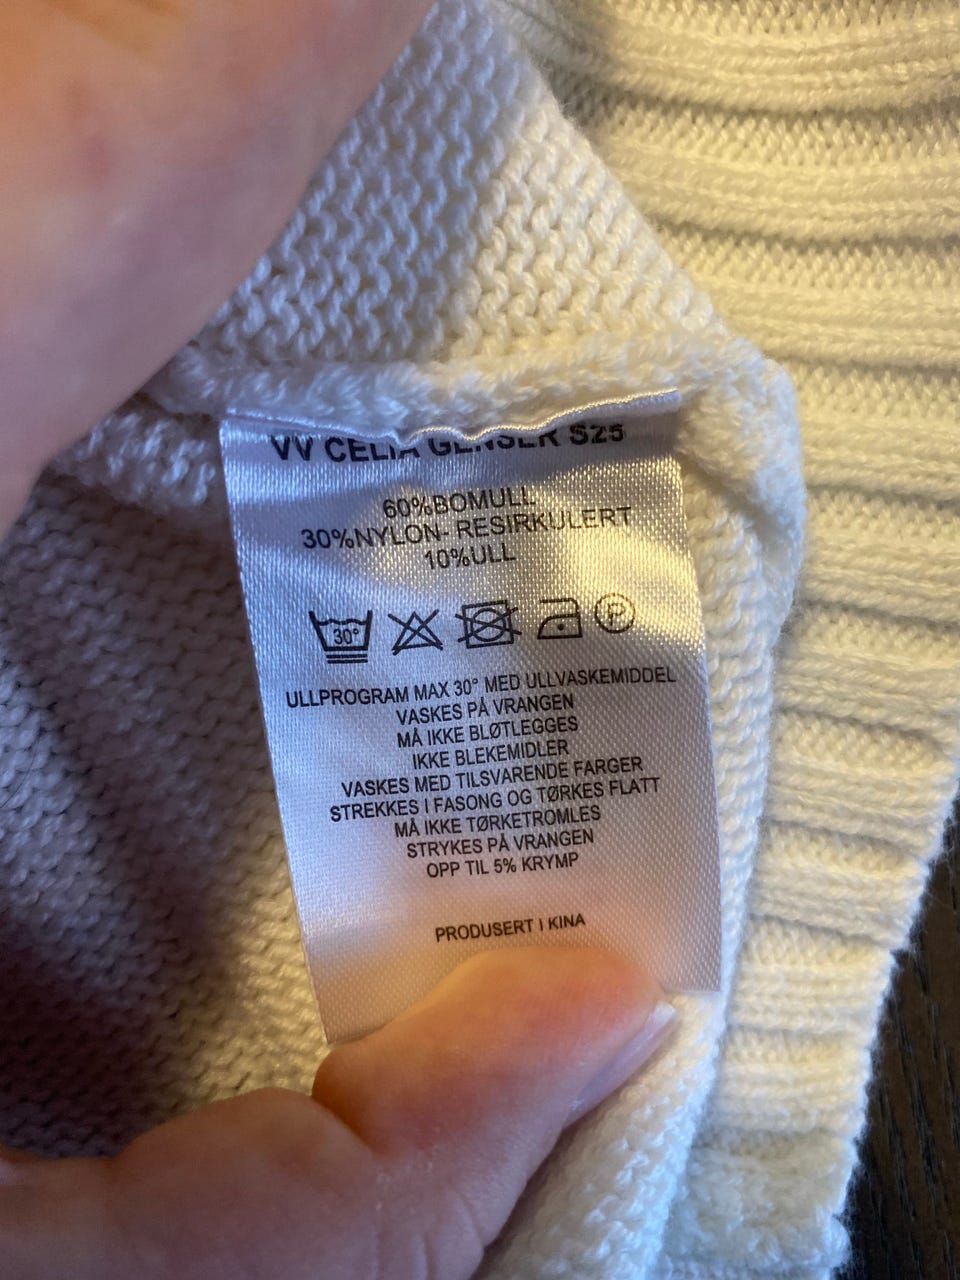 VV CELIA GENSER S25
60%BOMULL
30%NYLON- RESIRKULERT
10%ULL
30°
P
ULLPROGRAM MAX 30° MED ULLVASKEMIDDEL
VASKES PÅ VRANGEN
MÅ IKKE BLØTLEGGES
IKKE BLEKEMIDLER
VASKES MED TILSVARENDE FARGER
STREKKES I FASONG OG TØRKES FLATT
MÅ IKKE TØRKETROMLES
STRYKES PÅ VRANGEN
OPP TIL 5% KRYMP
PRODUSERT I KINA